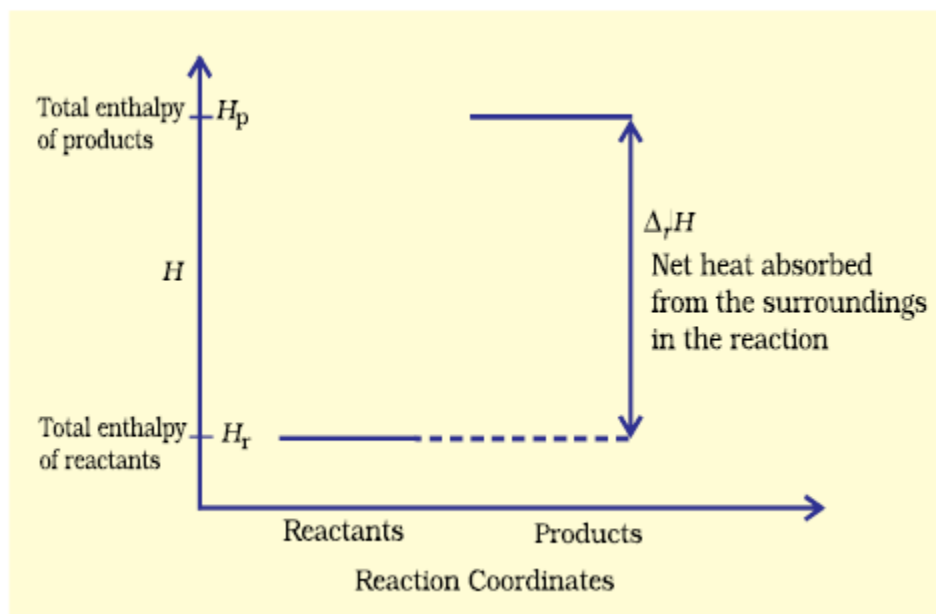 Total enthalpy
of products
Hp
H
ΔrH
Net heat absorbed
from the surroundings
in the reaction
Total enthalpy
of reactants
Hr
Reactants
Products
Reaction Coordinates